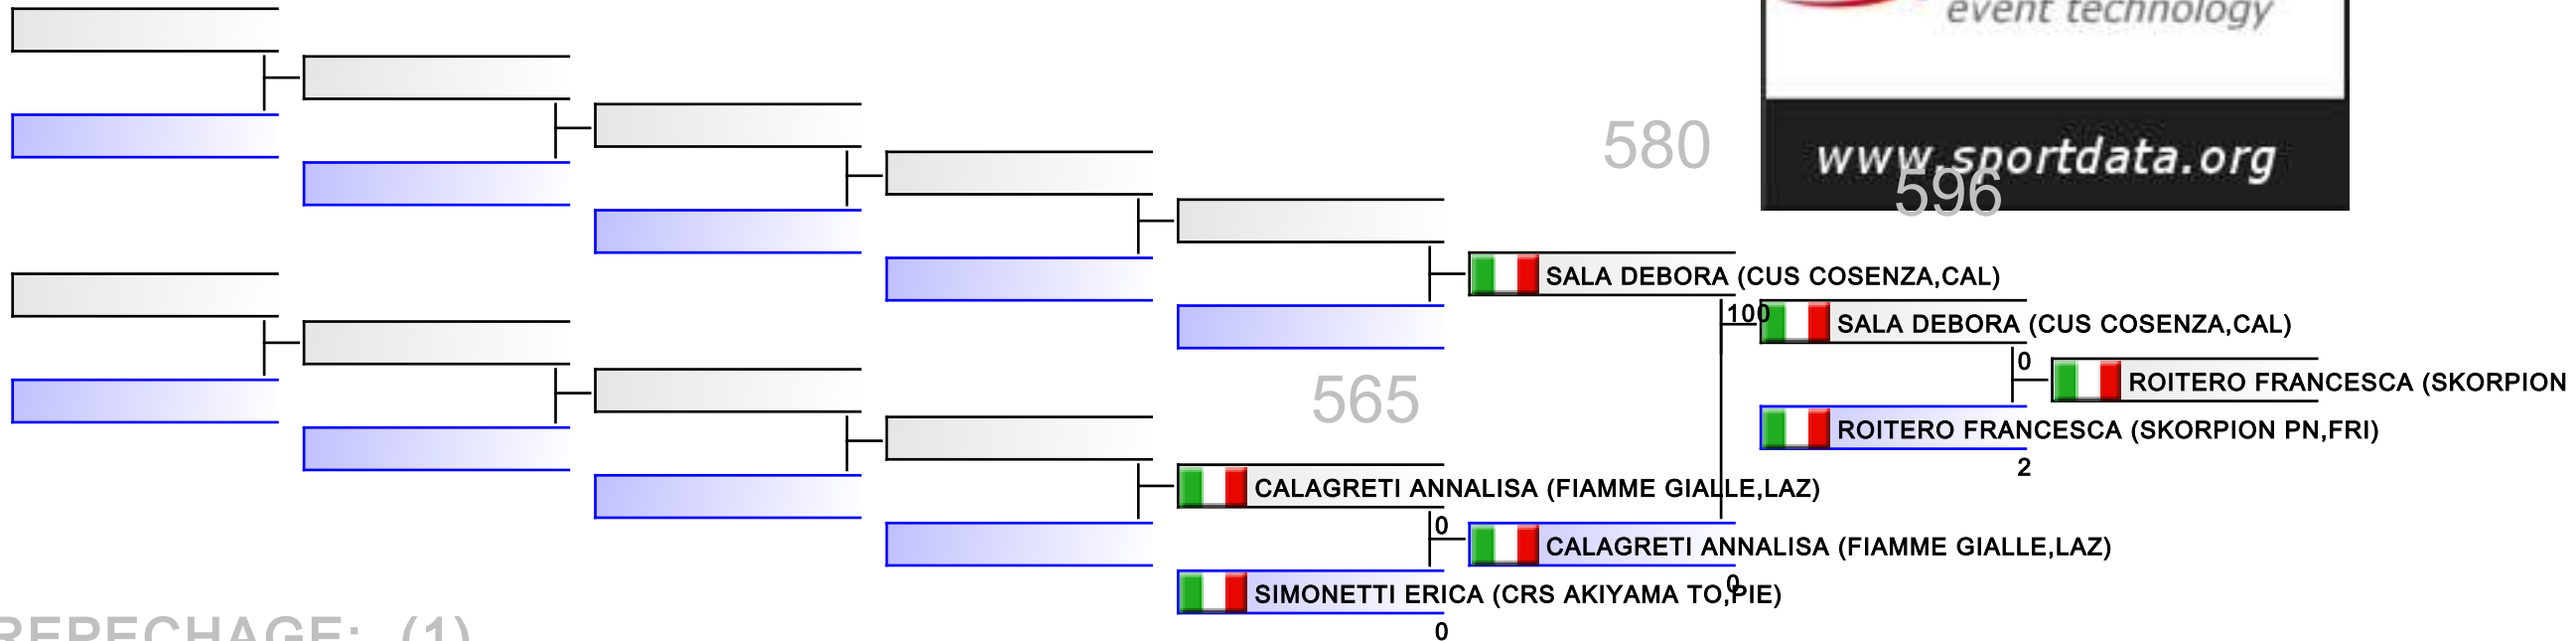 event technology
580
www.sportdata.org
596
SALA DEBORA (CUS COSENZA,CAL)
100
SALA DEBORA (CUS COSENZA,CAL)
0
ROITERO FRANCESCA (SKORPION
565
ROITERO FRANCESCA (SKORPION PN,FRI)
2
CALAGRETI ANNALISA (FIAMME GIALLE,LAZ)
0
CALAGRETI ANNALISA (FIAMME GIALLE,LAZ)
0
SIMONETTI ERICA (CRS AKIYAMA TO,PIE)
0
REPECHAGE: (1)